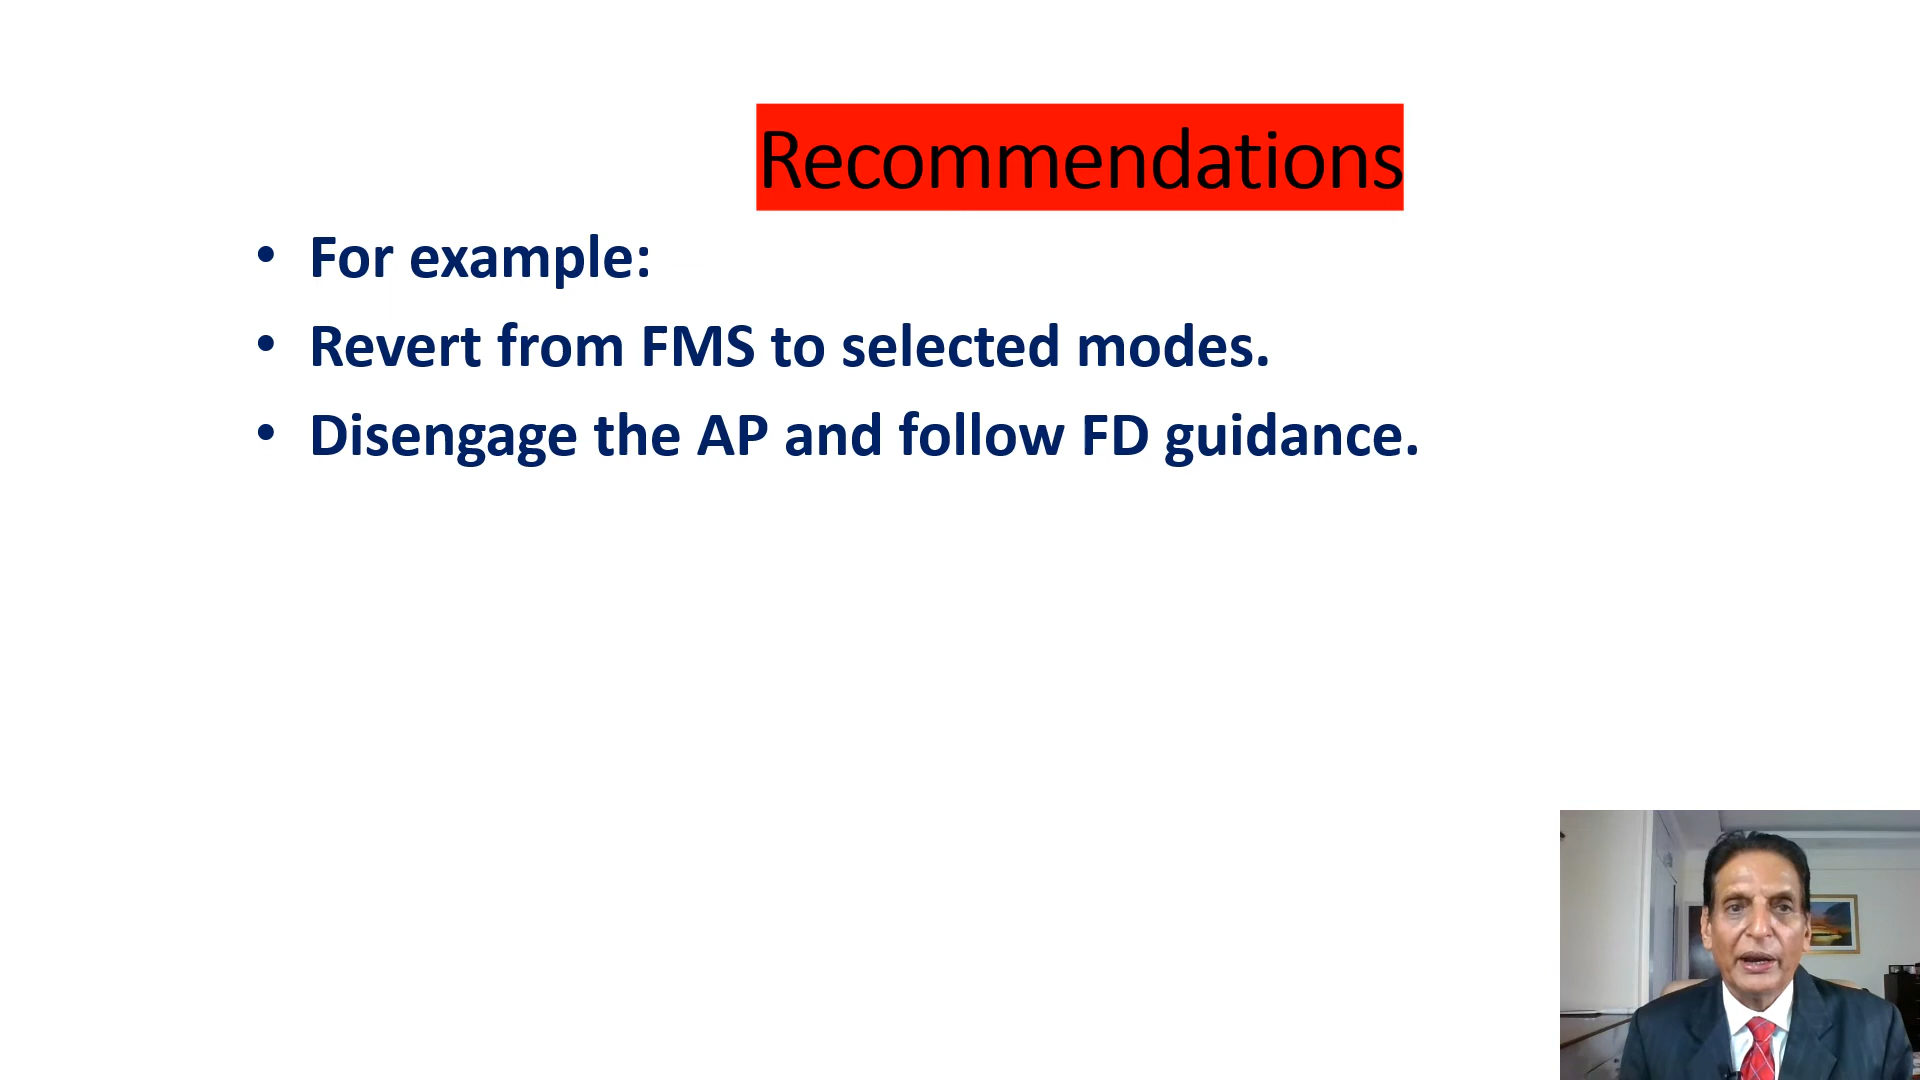 Recommendations
• For example:
• Revert from FMS to selected modes.
• Disengage the AP and follow FD guidance.